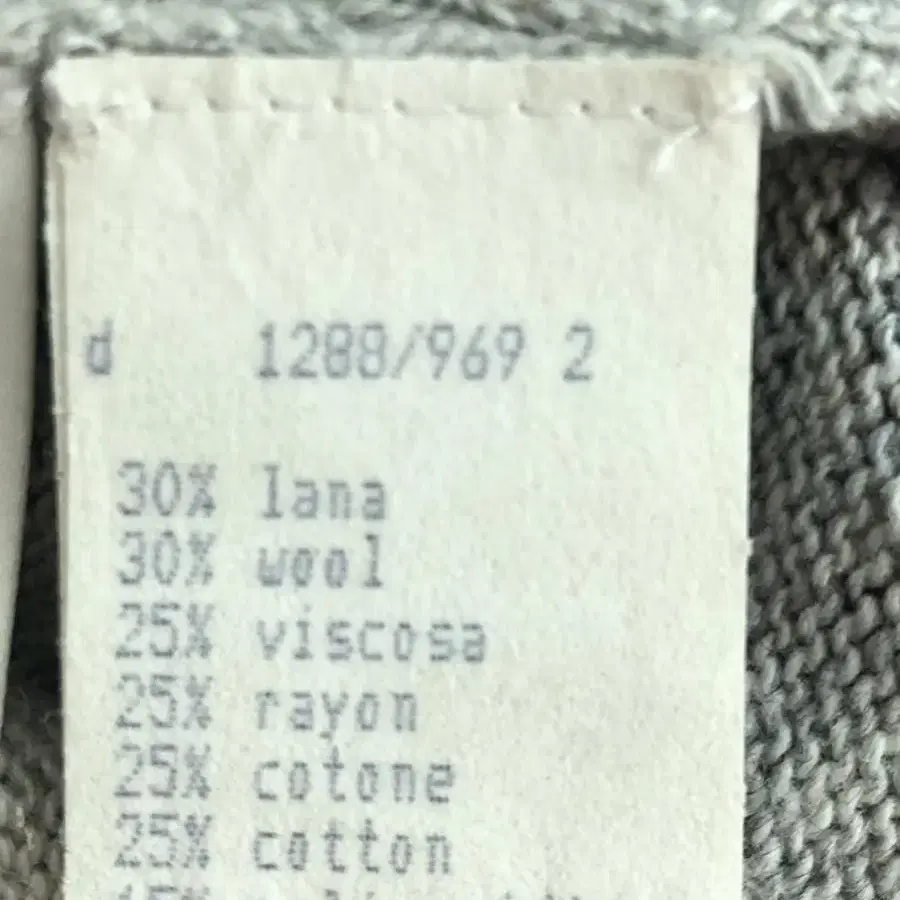 d 1288/969 2
30% lana
30% wool
25% viscosa
25% rayon
25% cotone
25% cotton